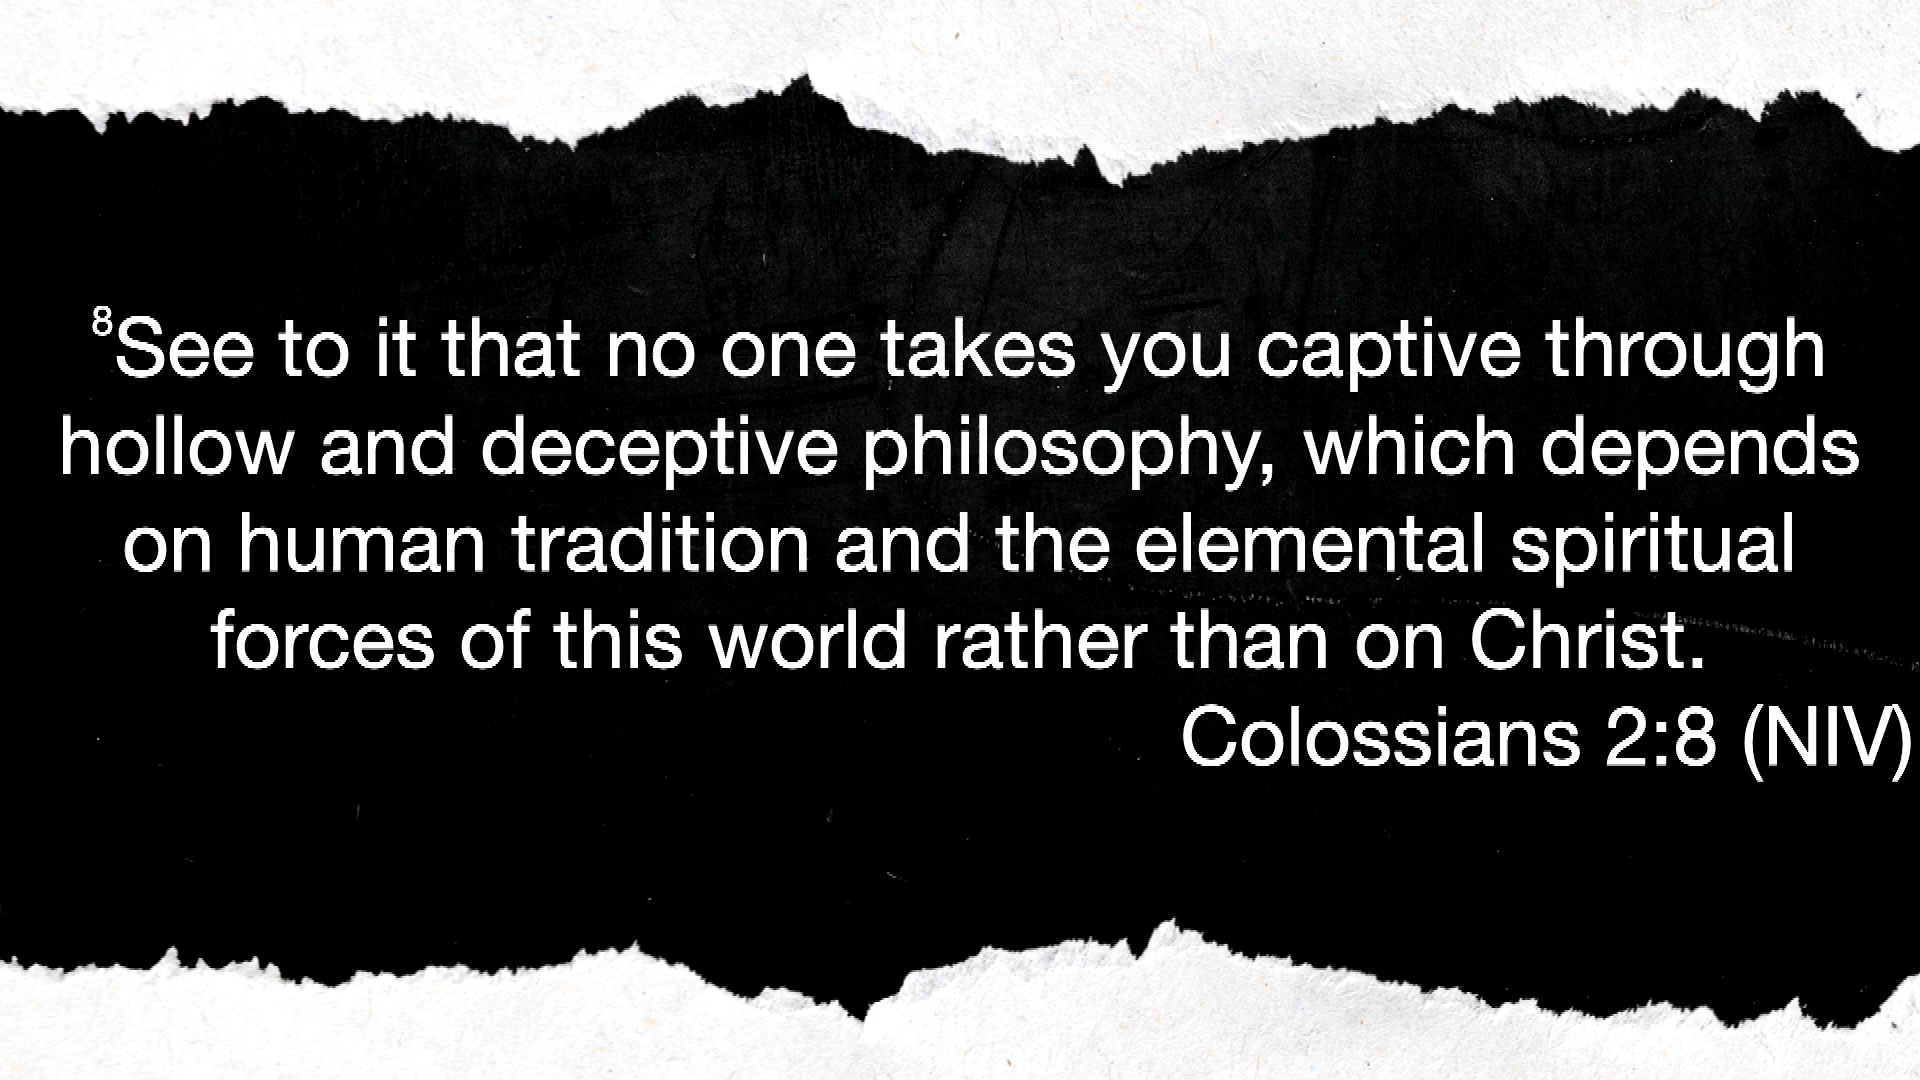 ⁸See to it that no one takes you captive through
hollow and deceptive philosophy, which depends
on human tradition and the elemental spiritual
forces of this world rather than on Christ.
Colossians 2:8 (NIV)